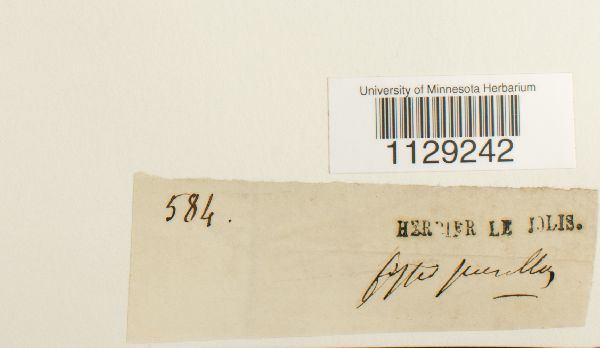 University of Minnesota Herbarium
1129242
584.
HERBIER LE JOLIS.